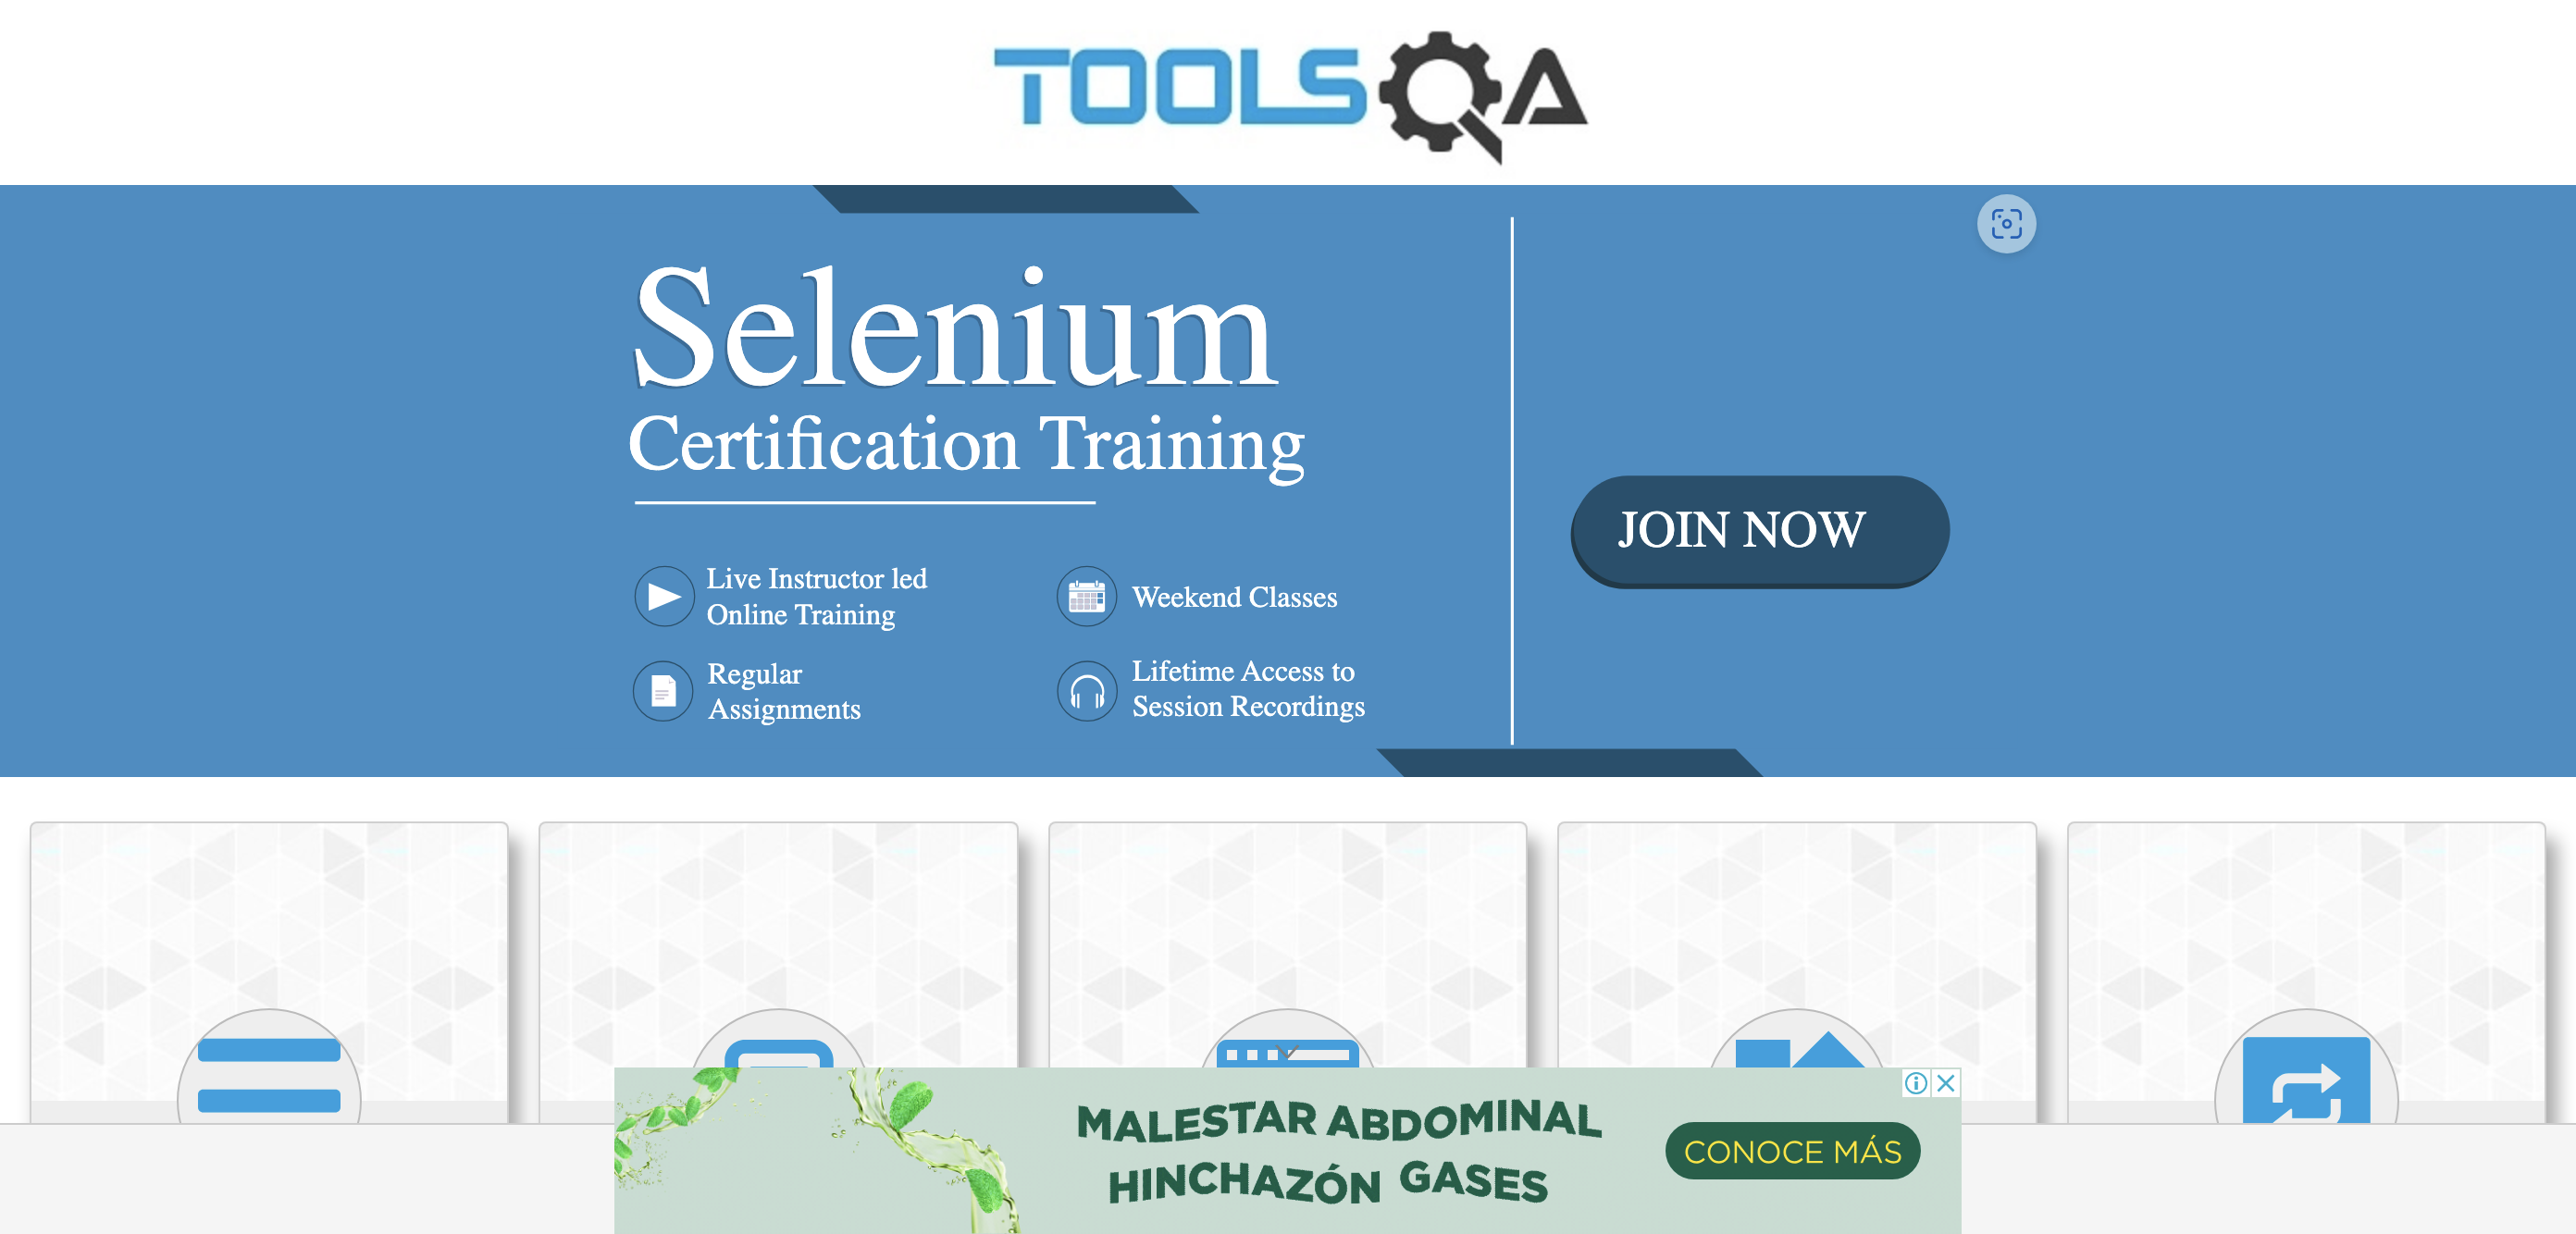 TOOLSQA
Selenium
Certification Training
JOIN NOW
Live Instructor led
Online Training
Weekend Classes
Regular
Assignments
Lifetime Access to
Session Recordings
MALESTAR ABDOMINAL
HINCHAZÓN GASES
CONOCE MÁS